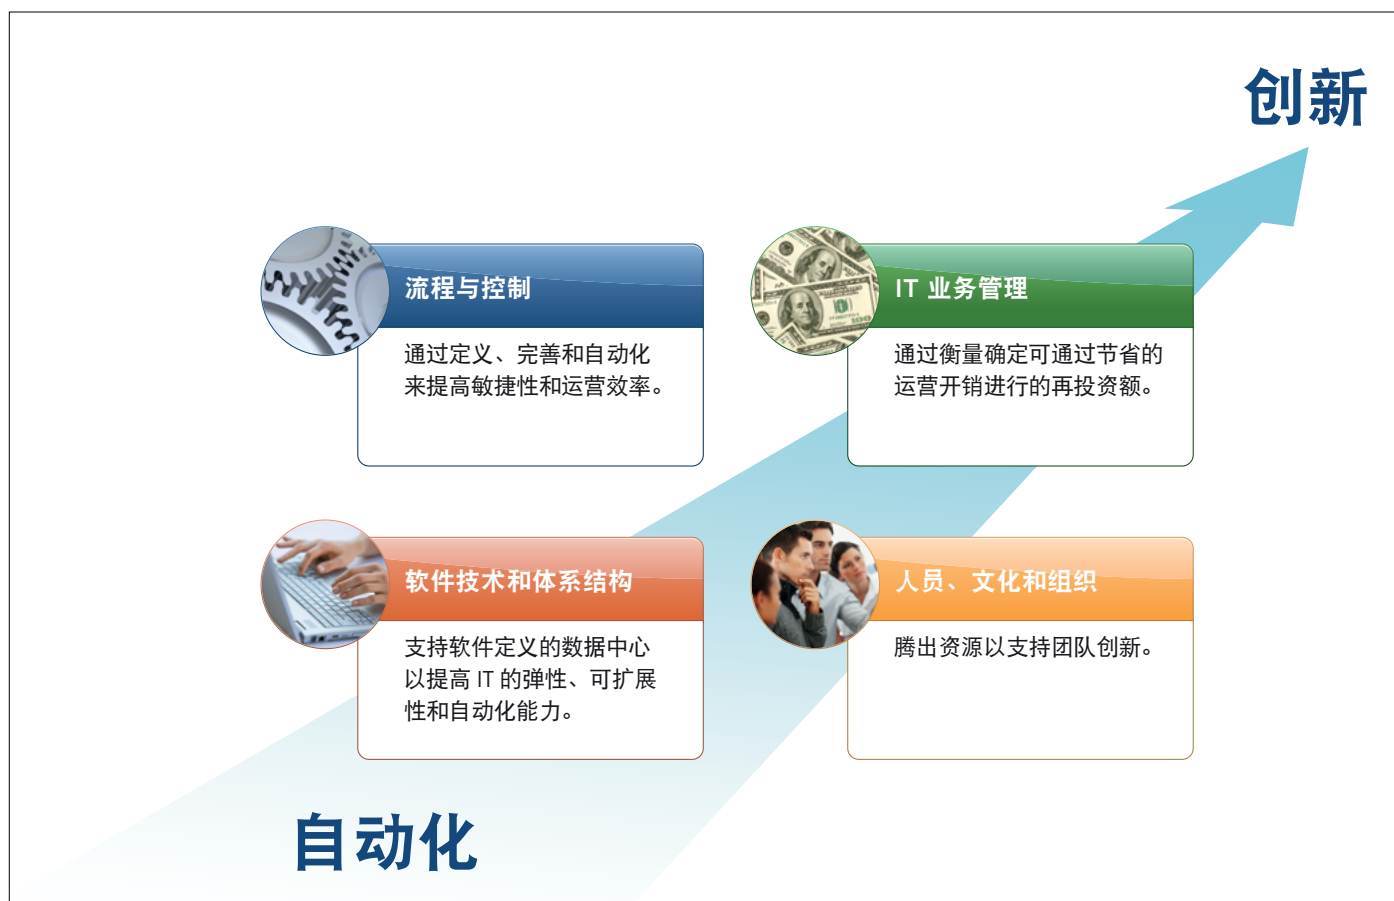 创新
流程与控制
通过定义、完善和自动化
来提高敏捷性和运营效率。
IT 业务管理
通过衡量确定可通过节省的
运营开销进行的再投资额。
软件技术和体系结构
支持软件定义的数据中心
以提高 IT 的弹性、可扩展
性和自动化能力。
人员、文化和组织
腾出资源以支持团队创新。
自动化